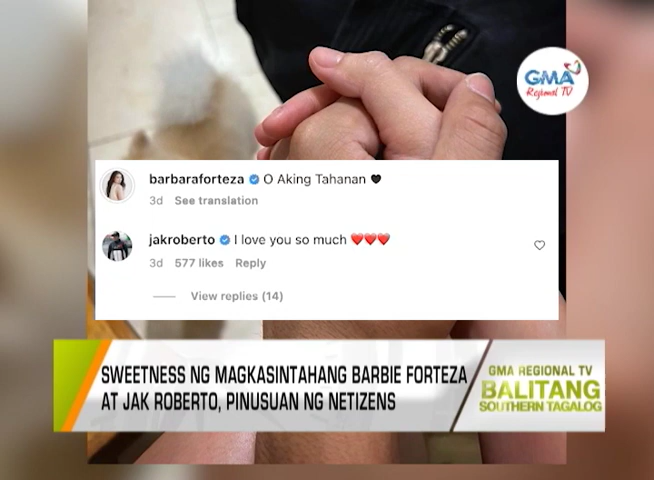 GMA
Regional TV
barbaraforteza O Aking Tahanan 🖤
3d See translation
jakroberto I love you so much ❤️❤️❤️
3d 577 likes Reply
View replies (14)
SWEETNESS NG MAGKASINTAHANG BARBIE FORTEZA
AT JAK ROBERTO, PINUSUAN NG NETIZENS
GMA REGIONAL TV
BALITANG
SOUTHERN TAGALOG